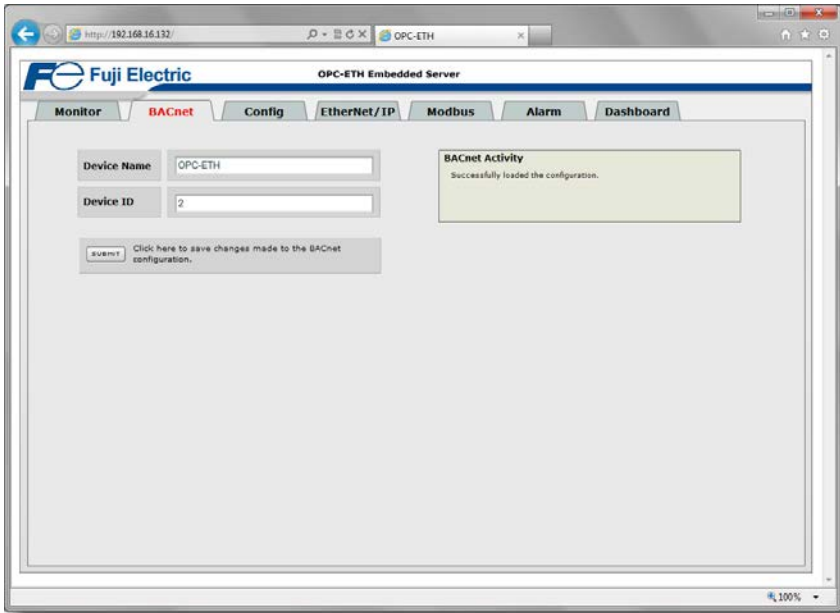 http://192.168.16.132/
OPC-ETH
Fuji Electric
OPC-ETH Embedded Server
Monitor BACnet Config EtherNet/IP Modbus Alarm Dashboard
Device Name OPC-ETH
Device ID 2
SUBMIT Click here to save changes made to the BACnet
configuration.
BACnet Activity
Successfully loaded the configuration.
100%